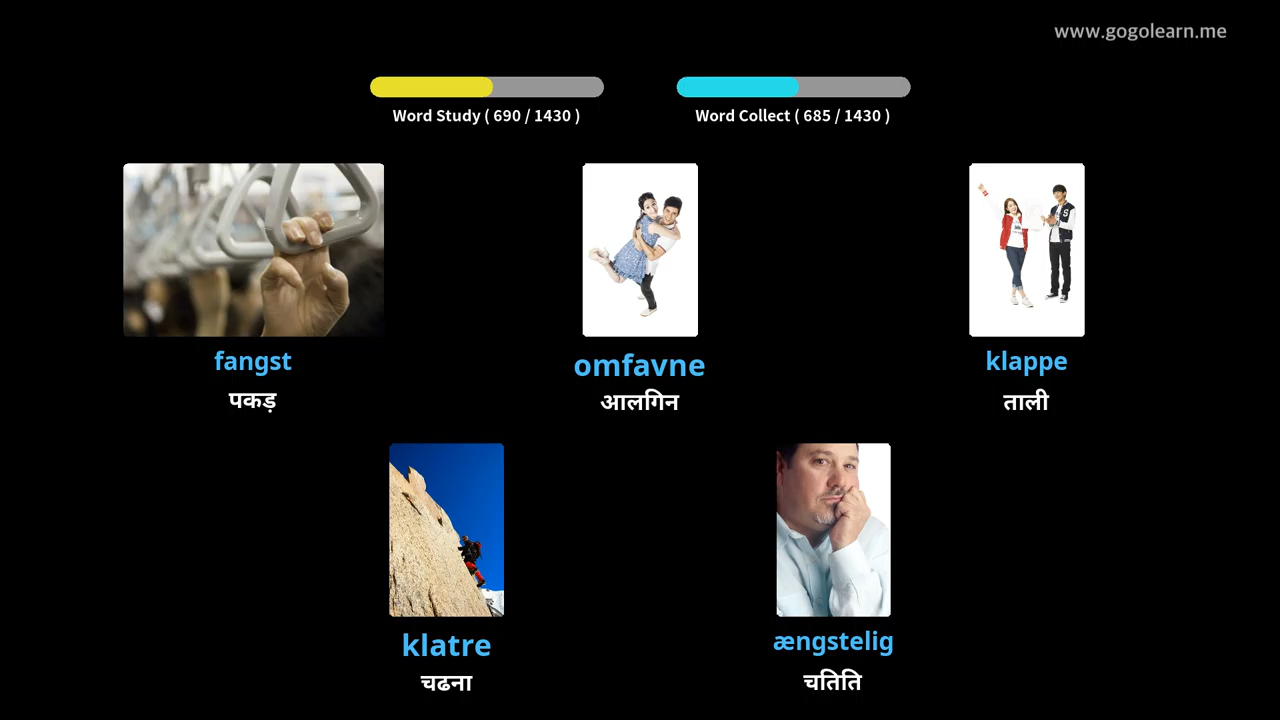 www.gogolearn.me
Word Study ( 690 / 1430 )
Word Collect ( 685 / 1430 )
fangst
omfavne
klappe
पकड़
आलगिन
ताली
klatre
ængstelig
चढना
चतिति